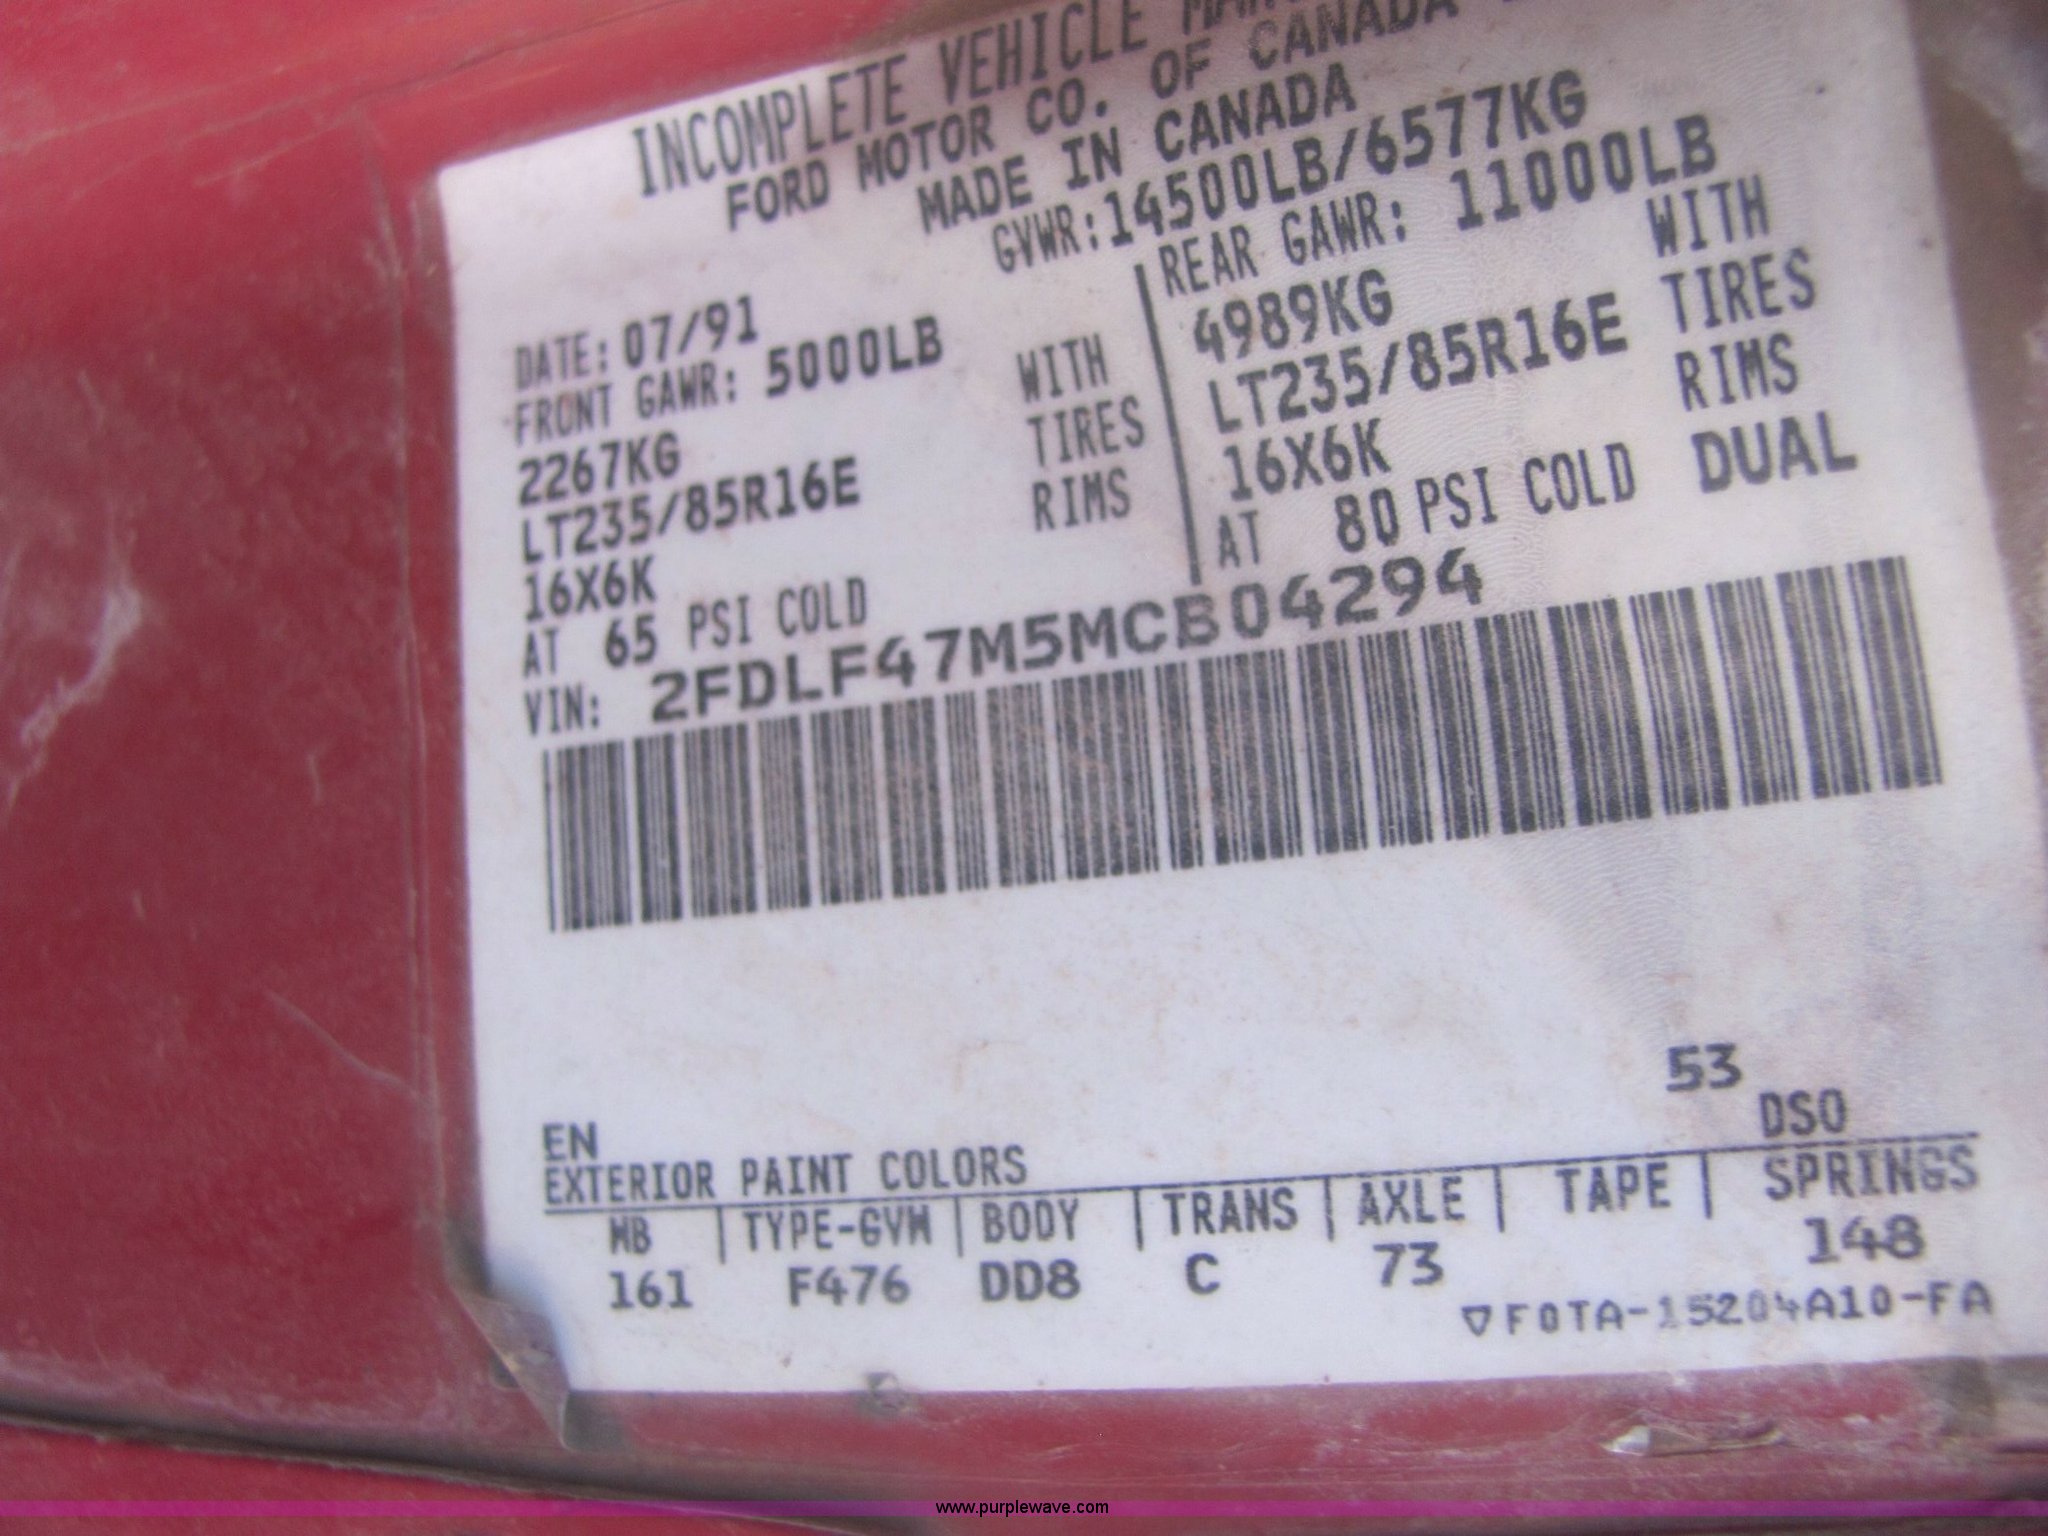 INCOMPLETE VEHICLE
FORD MOTOR CO. OF CANADA
MADE IN CANADA
GVWR:14500LB/6577KG
DATE: 07/91
FRONT GAWR: 5000LB
2267KG WITH
LT235/85R16E TIRES
16X6K RIMS
AT 65 PSI COLD
REAR GAWR: 11000LB
4989KG WITH
LT235/85R16E TIRES
16X6K RIMS
AT 80 PSI COLD DUAL
VIN: 2FDLF47M5MCB04294
53
EN DSO
EXTERIOR PAINT COLORS
WB | TYPE-GVW | BODY | TRANS | AXLE | TAPE | SPRINGS
161 F476 DD8 C 73 148
▽F0TA-15204A10-FA
www.purplewave.com